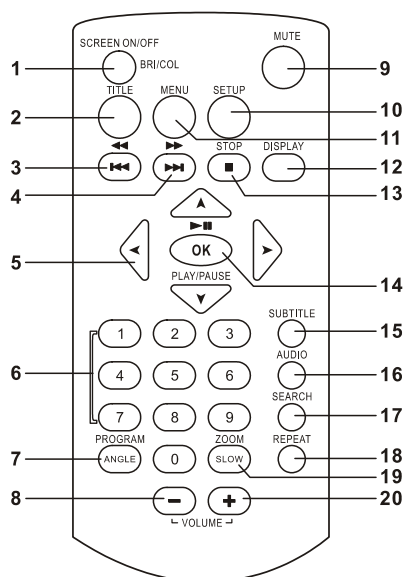 SCREEN ON/OFF
MUTE
1
BRI/COL
9
TITLE
MENU
SETUP
2
10
11
STOP
DISPLAY
3
12
4
13
5
OK
14
PLAY/PAUSE
SUBTITLE
1
2
3
15
AUDIO
6
4
5
6
16
SEARCH
7
8
9
17
PROGRAM
ZOOM
REPEAT
7
ANGLE
0
SLOW
18
19
8
−
+
20
VOLUME